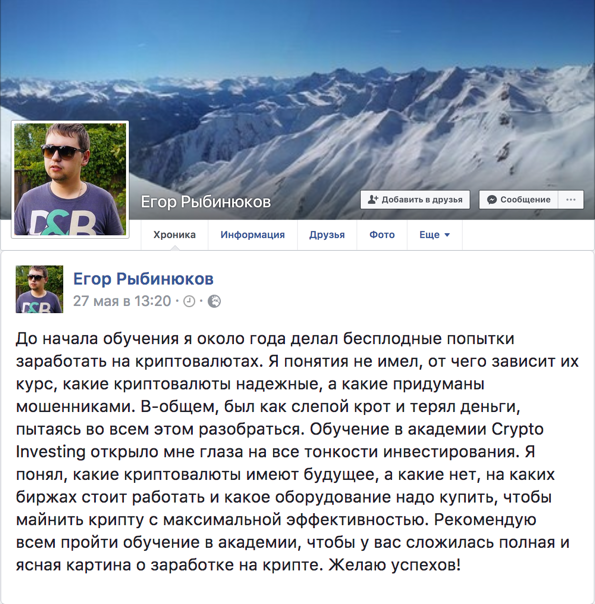 D&B
Егор Рыбинюков
Добавить в друзья
Сообщение
...
Хроника
Информация
Друзья
Фото
Еще
Егор Рыбинюков
27 мая в 13:20
До начала обучения я около года делал бесплодные попытки
заработать на криптовалютах. Я понятия не имел, от чего зависит их
курс, какие криптовалюты надежные, а какие придуманы
мошенниками. В-общем, был как слепой крот и терял деньги,
пытаясь во всем этом разобраться. Обучение в академии Crypto
Investing открыло мне глаза на все тонкости инвестирования. Я
понял, какие криптовалюты имеют будущее, а какие нет, на каких
биржах стоит работать и какое оборудование надо купить, чтобы
майнить крипту с максимальной эффективностью. Рекомендую
всем пройти обучение в академии, чтобы у вас сложилась полная и
ясная картина о заработке на крипте. Желаю успехов!